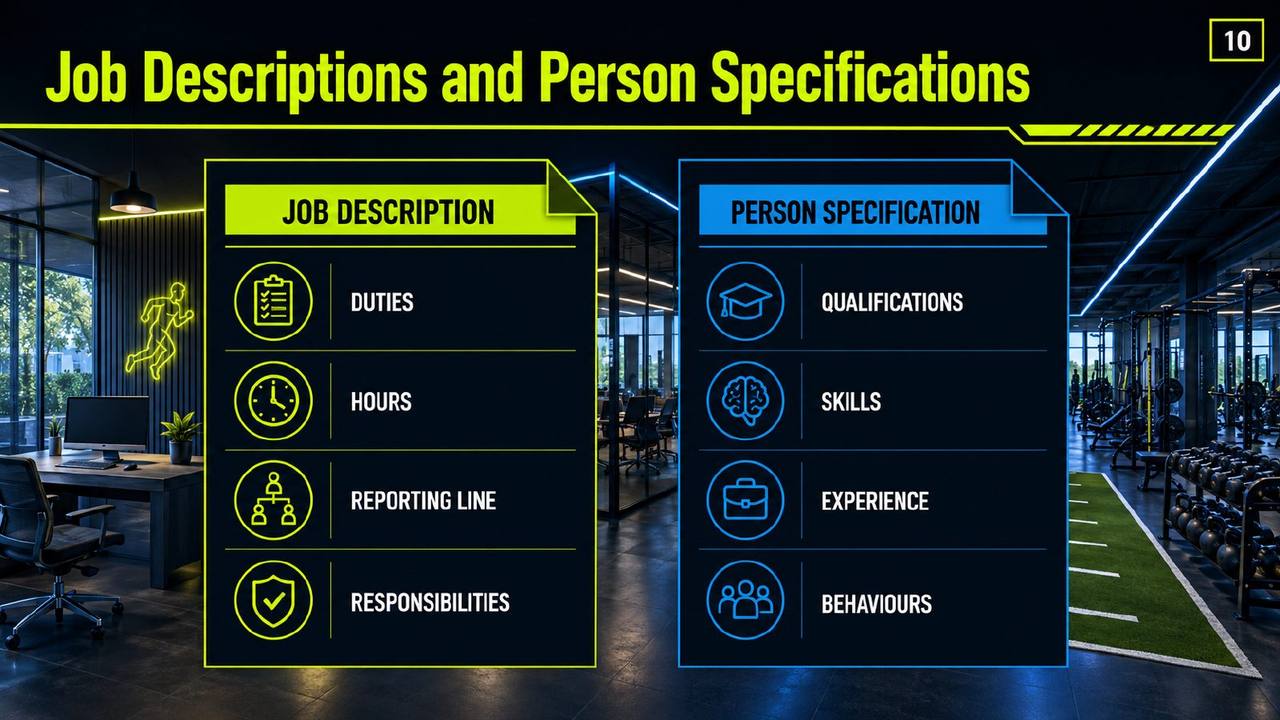 10
Job Descriptions and Person Specifications
JOB DESCRIPTION
DUTIES
HOURS
REPORTING LINE
RESPONSIBILITIES
PERSON SPECIFICATION
QUALIFICATIONS
SKILLS
EXPERIENCE
BEHAVIOURS